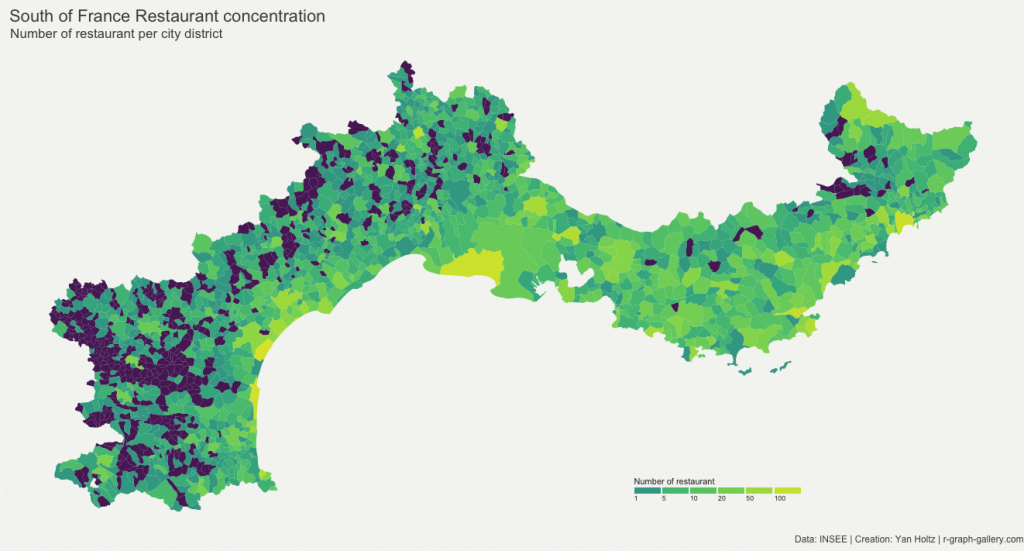 South of France Restaurant concentration
Number of restaurant per city district
Number of restaurant
1 5 10 20 50 100
Data: INSEE | Creation: Yan Holtz | r-graph-gallery.com